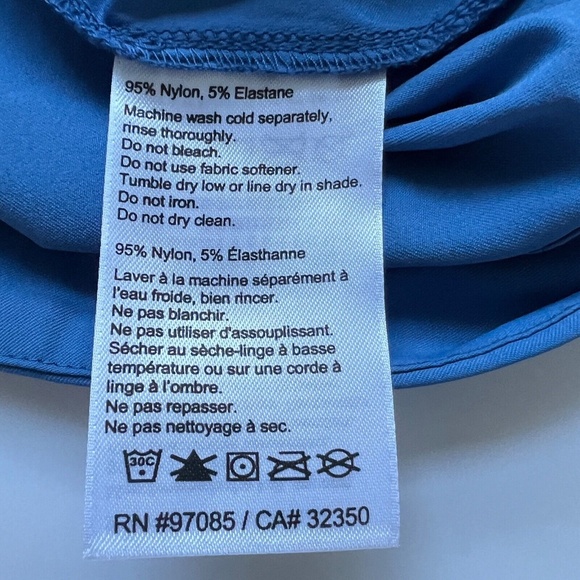 95% Nylon, 5% Elastane
Machine wash cold separately,
rinse thoroughly.
Do not bleach.
Do not use fabric softener.
Tumble dry low or line dry in shade.
Do not iron.
Do not dry clean.
95% Nylon, 5% Élasthanne
Laver à la machine séparément à
l'eau froide, bien rincer.
Ne pas blanchir.
Ne pas utiliser d'assouplissant.
Sécher au sèche-linge à basse
température ou sur une corde à
linge à l'ombre.
Ne pas repasser.
Ne pas nettoyage à sec.
30C
RN #97085 / CA# 32350